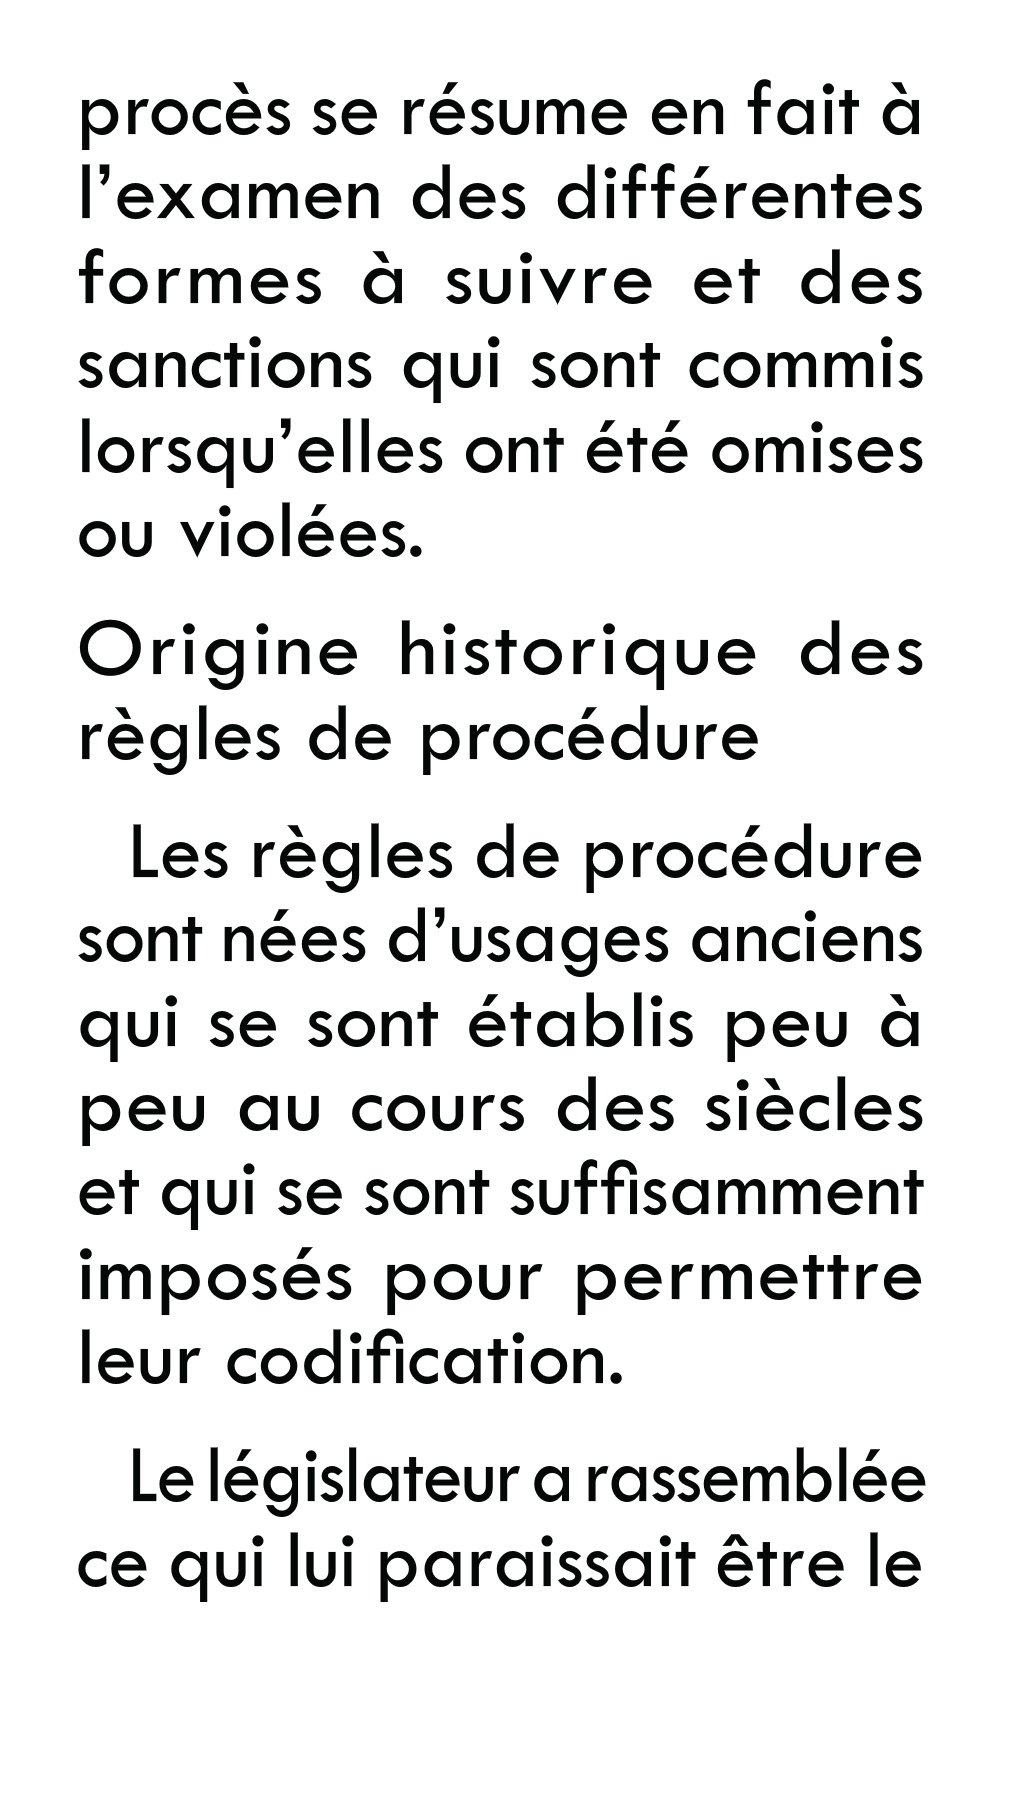 procès se résume en fait à
l’examen des différentes
formes à suivre et des
sanctions qui sont commis
lorsqu’elles ont été omises
ou violées.
Origine historique des
règles de procédure
Les règles de procédure
sont nées d’usages anciens
qui se sont établis peu à
peu au cours des siècles
et qui se sont suffisamment
imposés pour permettre
leur codification.
Le législateur a rassemblée
ce qui lui paraissait être le